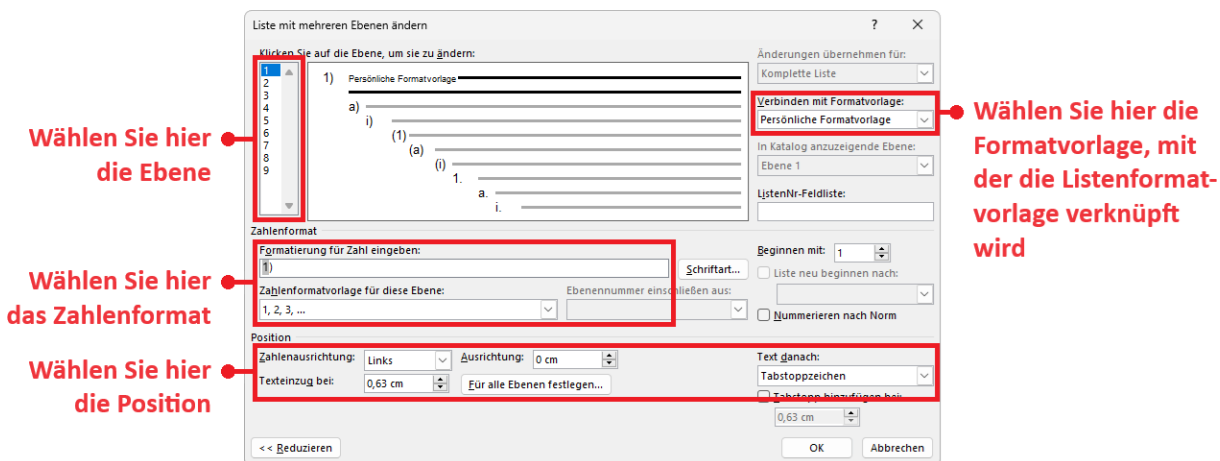 Liste mit mehreren Ebenen ändern ?
Klicken Sie auf die Ebene, um sie zu ändern:
Änderungen übernehmen für:
1
2
3
4
5
6
7
8
9
1) Persönliche Formatvorlage
a)
i)
(1)
(a)
(i)
1.
a.
i.
Komplette Liste
Verbinden mit Formatvorlage:
Persönliche Formatvorlage
In Katalog anzuzeigende Ebene:
Ebene 1
ListenNr-Feldliste:
Wählen Sie hier
die Ebene
Wählen Sie hier die
Formatvorlage, mit
der die Listenformat-
vorlage verknüpft
wird
Zahlenformat
Formatierung für Zahl eingeben:
1)
Schriftart...
Zahlenformatvorlage für diese Ebene:
1, 2, 3, ...
Ebenennummer einschließen aus:
Beginnen mit: 1
Liste neu beginnen nach:
Nummerieren nach Norm
Wählen Sie hier
das Zahlenformat
Position
Zahlenausrichtung: Links Ausrichtung: 0 cm
Texteinzug bei: 0,63 cm Für alle Ebenen festlegen...
Text danach:
Tabstoppzeichen
Tabstopp hinzufügen bei:
0,63 cm
Wählen Sie hier
die Position
<< Reduzieren OK Abbrechen